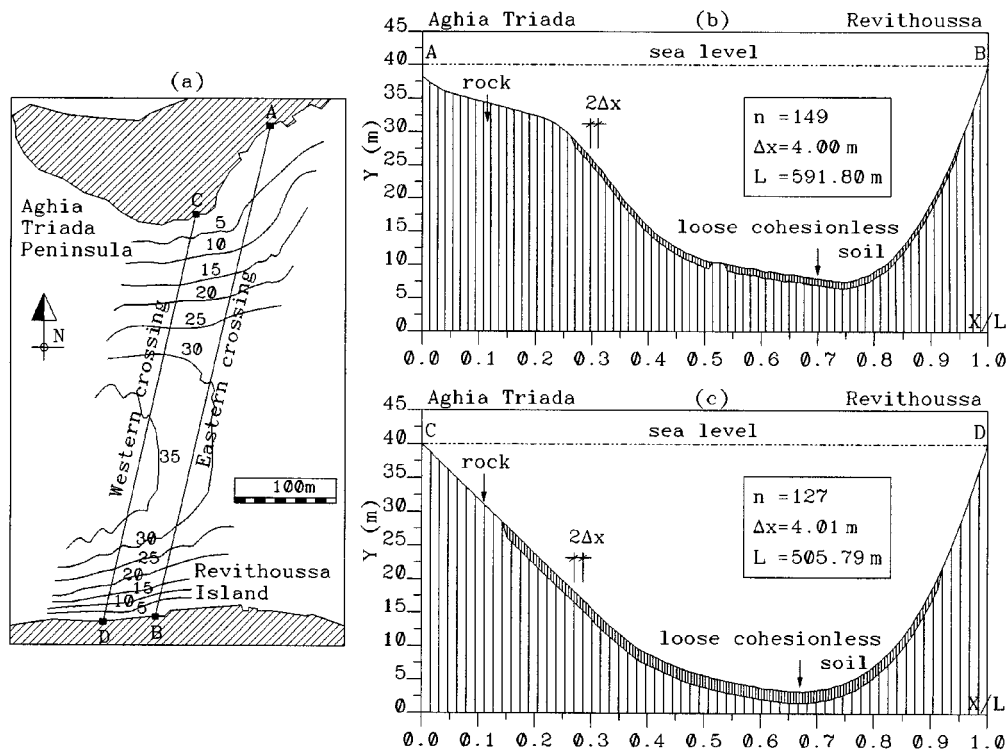 (a)
A
C
Aghia
Triada
Peninsula
5
10
15
20
25
30
35
N
Western crossing
Eastern crossing
100m
30
25
20
15
10
5
Revithoussa
Island
D
B
Aghia Triada (b) Revithoussa
45
40
35
30
25
20
15
10
5
0
Y (m)
A
B
sea level
rock
2Δx
n =149
Δx=4.00 m
L =591.80 m
loose cohesionless
soil
X/L
0.0 0.1 0.2 0.3 0.4 0.5 0.6 0.7 0.8 0.9 1.0
Aghia Triada (c) Revithoussa
45
40
35
30
25
20
15
10
5
0
Y (m)
C
D
sea level
rock
2Δx
n =127
Δx=4.01 m
L =505.79 m
loose cohesionless
soil
X/L
0.0 0.1 0.2 0.3 0.4 0.5 0.6 0.7 0.8 0.9 1.0